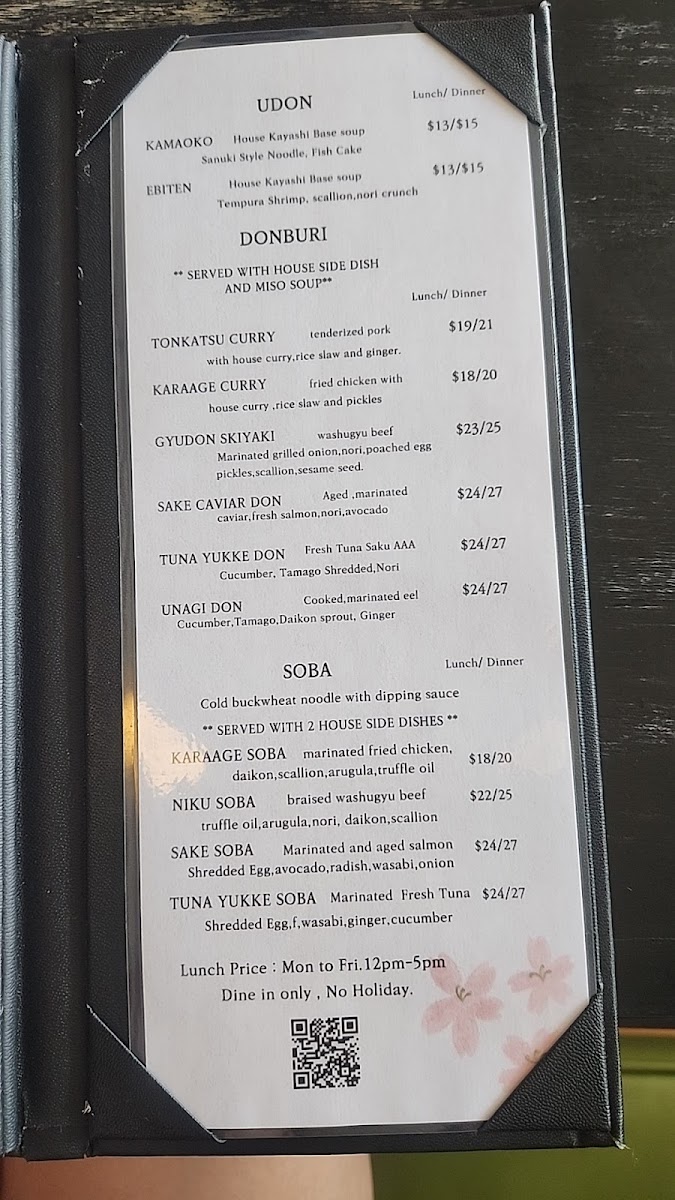 UDON Lunch/ Dinner
KAMAOKO House Kayashi Base soup $13/$15
Sanuki Style Noodle, Fish Cake
EBITEN House Kayashi Base soup $13/$15
Tempura Shrimp, scallion,nori crunch
DONBURI
** SERVED WITH HOUSE SIDE DISH
AND MISO SOUP**
Lunch/ Dinner
TONKATSU CURRY tenderized pork $19/21
with house curry,rice slaw and ginger.
KARAAGE CURRY fried chicken with $18/20
house curry ,rice slaw and pickles
GYUDON SKIYAKI washugyu beef $23/25
Marinated grilled onion,nori,poached egg
pickles,scallion,sesame seed.
SAKE CAVIAR DON Aged ,marinated $24/27
caviar,fresh salmon,nori,avocado
TUNA YUKKE DON Fresh Tuna Saku AAA $24/27
Cucumber, Tamago Shredded,Nori
UNAGI DON Cooked,marinated eel $24/27
Cucumber,Tamago,Daikon sprout, Ginger
SOBA Lunch/ Dinner
Cold buckwheat noodle with dipping sauce
** SERVED WITH 2 HOUSE SIDE DISHES **
KARAAGE SOBA marinated fried chicken, $18/20
daikon,scallion,arugula,truffle oil
NIKU SOBA braised washugyu beef $22/25
truffle oil,arugula,nori, daikon,scallion
SAKE SOBA Marinated and aged salmon $24/27
Shredded Egg,avocado,radish,wasabi,onion
TUNA YUKKE SOBA Marinated Fresh Tuna $24/27
Shredded Egg,f,wasabi,ginger,cucumber
Lunch Price : Mon to Fri.12pm-5pm
Dine in only , No Holiday.